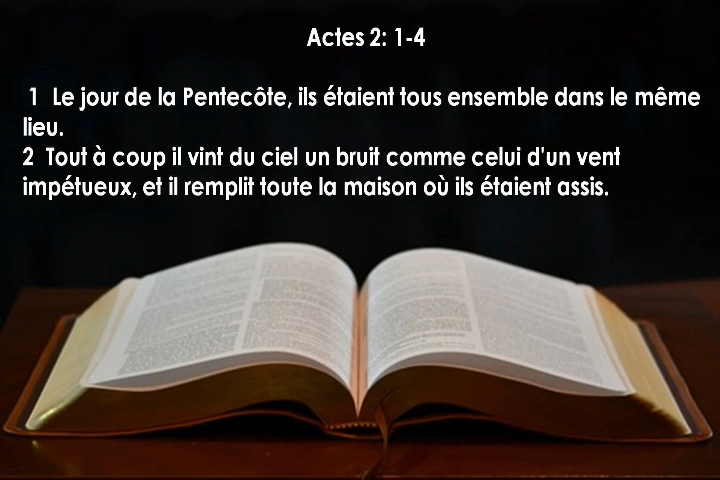 Actes 2: 1-4
1 Le jour de la Pentecôte, ils étaient tous ensemble dans le même
lieu.
2 Tout à coup il vint du ciel un bruit comme celui d'un vent
impétueux, et il remplit toute la maison où ils étaient assis.